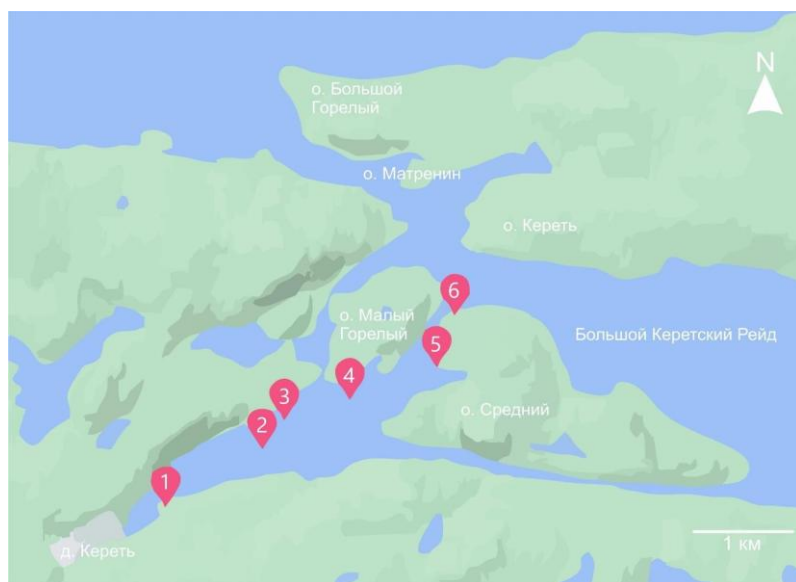 N
о. Большой
Горелый
о. Матренин
о. Кереть
6
о. Малый
Горелый
Большой Керетский Рейд
5
4
3
о. Средний
2
1
д. Кереть
1 км